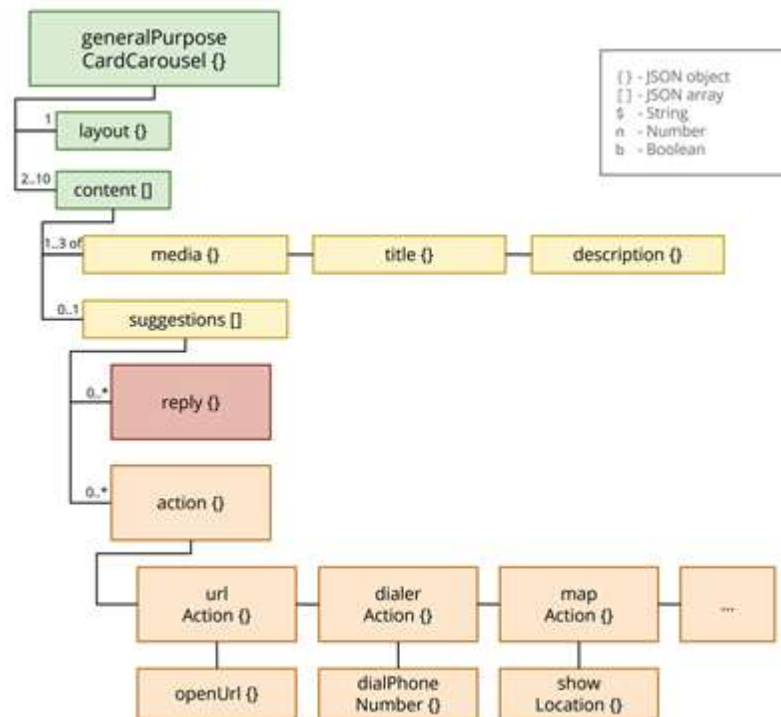 generalPurpose
CardCarousel {}
{} - JSON object
[] - JSON array
$ - String
n - Number
b - Boolean
1
layout {}
2..10
content []
1..3 of
media {}
title {}
description {}
0..1
suggestions []
0..*
reply {}
0..*
action {}
url
Action {}
dialer
Action {}
map
Action {}
...
openUrl {}
dialPhone
Number {}
show
Location {}